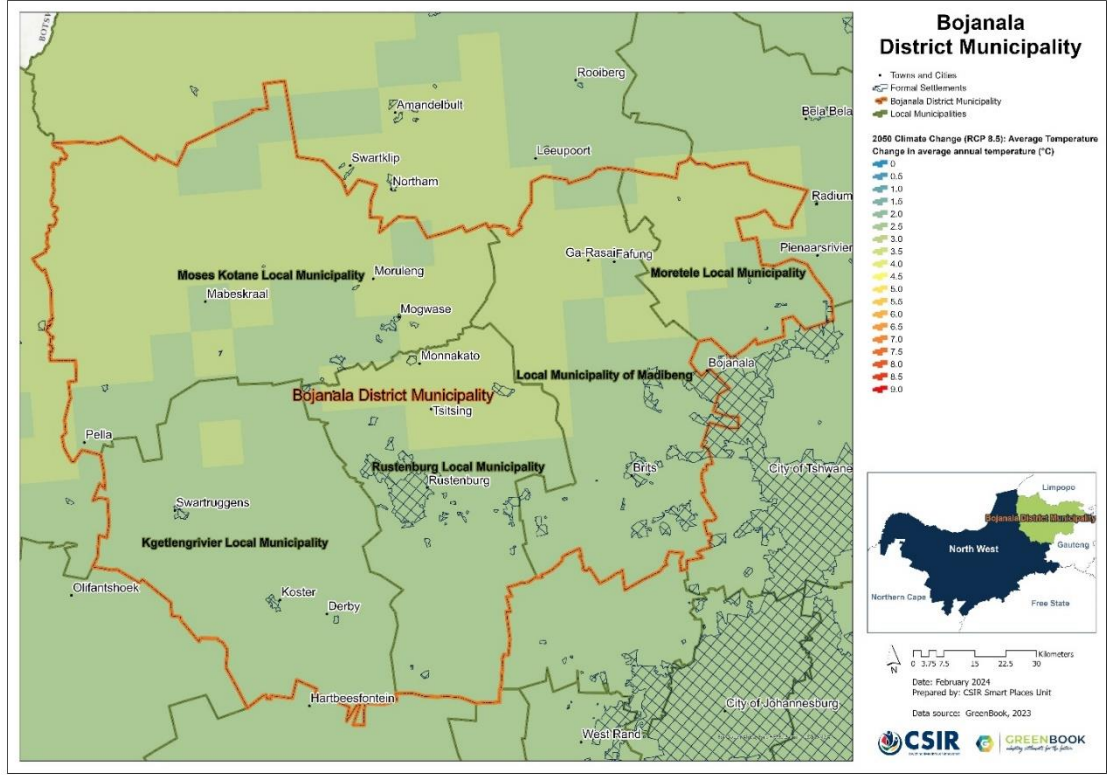 Bojanala
District Municipality
Towns and Cities
Formal Settlements
Bojanala District Municipality
Local Municipalities
2050 Climate Change (RCP 8.5): Average Temperature
Change in average annual temperature (°C)
0
0.5
1.0
1.5
2.0
2.5
3.0
3.5
4.0
4.5
5.0
5.5
6.0
6.5
7.0
7.5
8.0
8.5
9.0
BOTSW
Rooiberg
Amandelbult
Bela Bela
Leeupoort
Swartklip
Northam
Radium
Ga-Rasai
Fafung
Pienaarsrivier
Moses Kotane Local Municipality
Moruleng
Moretele Local Municipality
Mabeskraal
Mogwase
Monnakato
Bojanala
Local Municipality of Madibeng
Bojanala District Municipality
Tsitsing
Pella
Rustenburg Local Municipality
Brits
City of Tshwane
Rustenburg
Swartruggens
Kgetlengrivier Local Municipality
Olifantshoek
Koster
Derby
Hartbeesfontein
City of Johannesburg
West Rand
Limpopo
Bojanala District Municipality
Gauteng
North West
Northern Cape
Free State
N
Kilometers
0 3.75 7.5 15 22.5 30
Date: February 2024
Prepared by: CSIR Smart Places Unit
Data source: GreenBook, 2023
CSIR
GREENBOOK
adapting settlements for the future